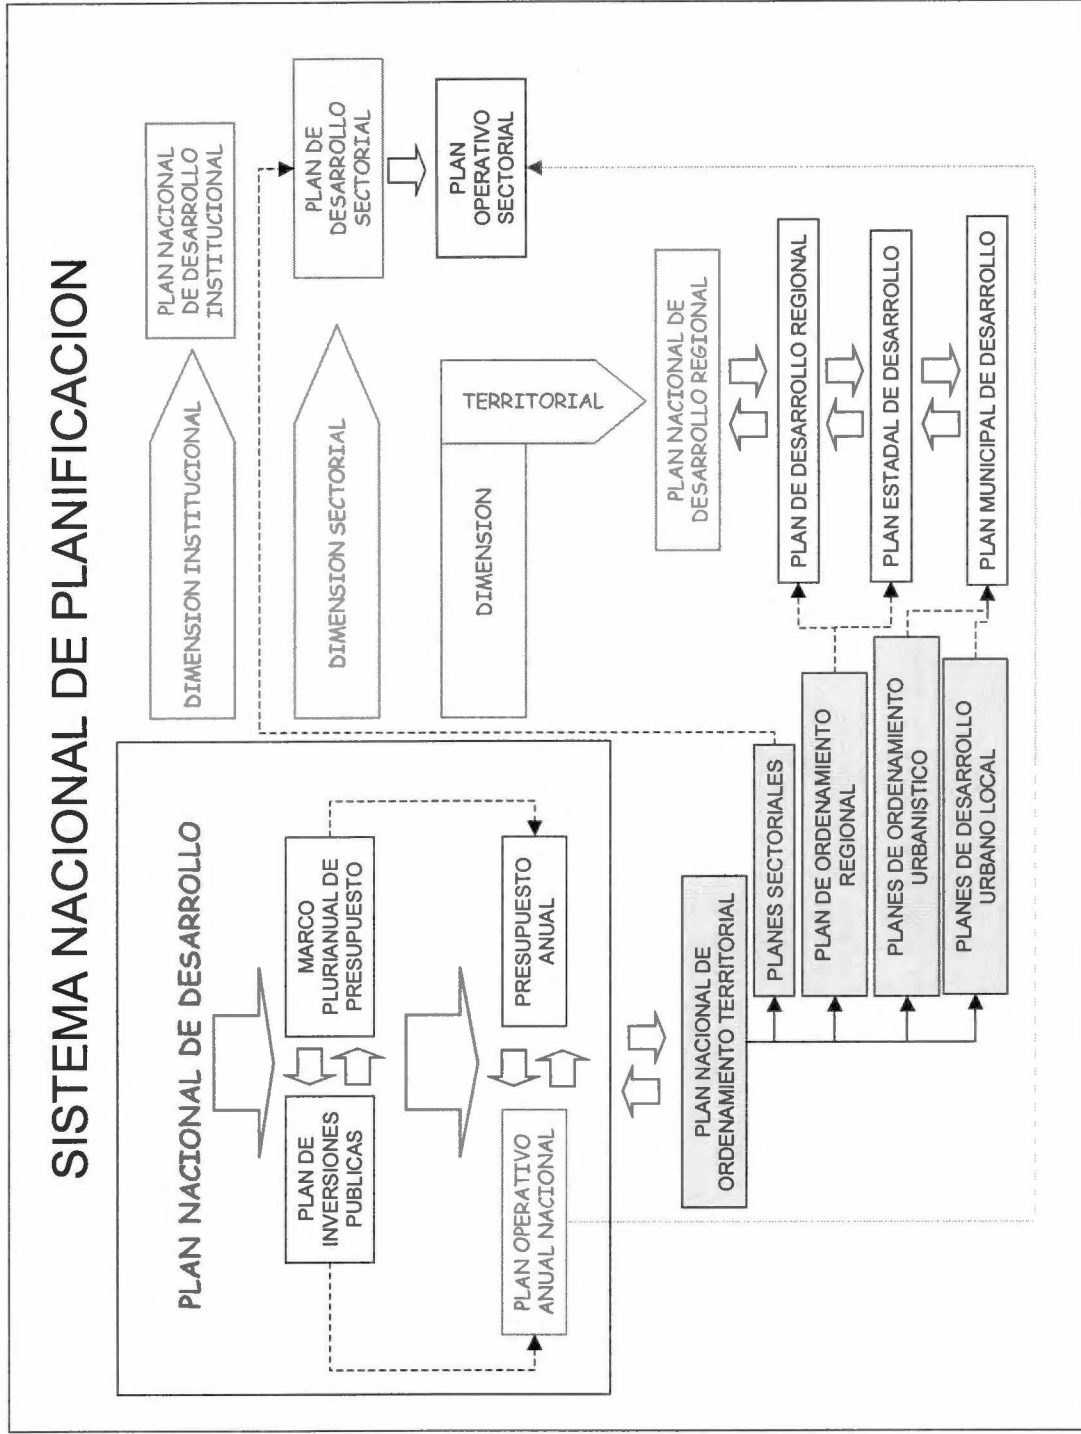 SISTEMA NACIONAL DE PLANIFICACION
PLAN NACIONAL DE DESARROLLO
PLAN DE
INVERSIONES
PUBLICAS
MARCO
PLURIANUAL DE
PRESUPUESTO
PLAN OPERATIVO
ANUAL NACIONAL
PRESUPUESTO
ANUAL
DIMENSION INSTITUCIONAL
PLAN NACIONAL
DE DESARROLLO
INSTITUCIONAL
DIMENSION SECTORIAL
PLAN DE
DESARROLLO
SECTORIAL
PLAN
OPERATIVO
SECTORIAL
DIMENSION
TERRITORIAL
PLAN NACIONAL DE
DESARROLLO REGIONAL
PLAN DE DESARROLLO REGIONAL
PLAN ESTADAL DE DESARROLLO
PLAN MUNICIPAL DE DESARROLLO
PLAN NACIONAL DE
ORDENAMIENTO TERRITORIAL
PLANES SECTORIALES
PLAN DE ORDENAMIENTO
REGIONAL
PLANES DE ORDENAMIENTO
URBANISTICO
PLANES DE DESARROLLO
URBANO LOCAL